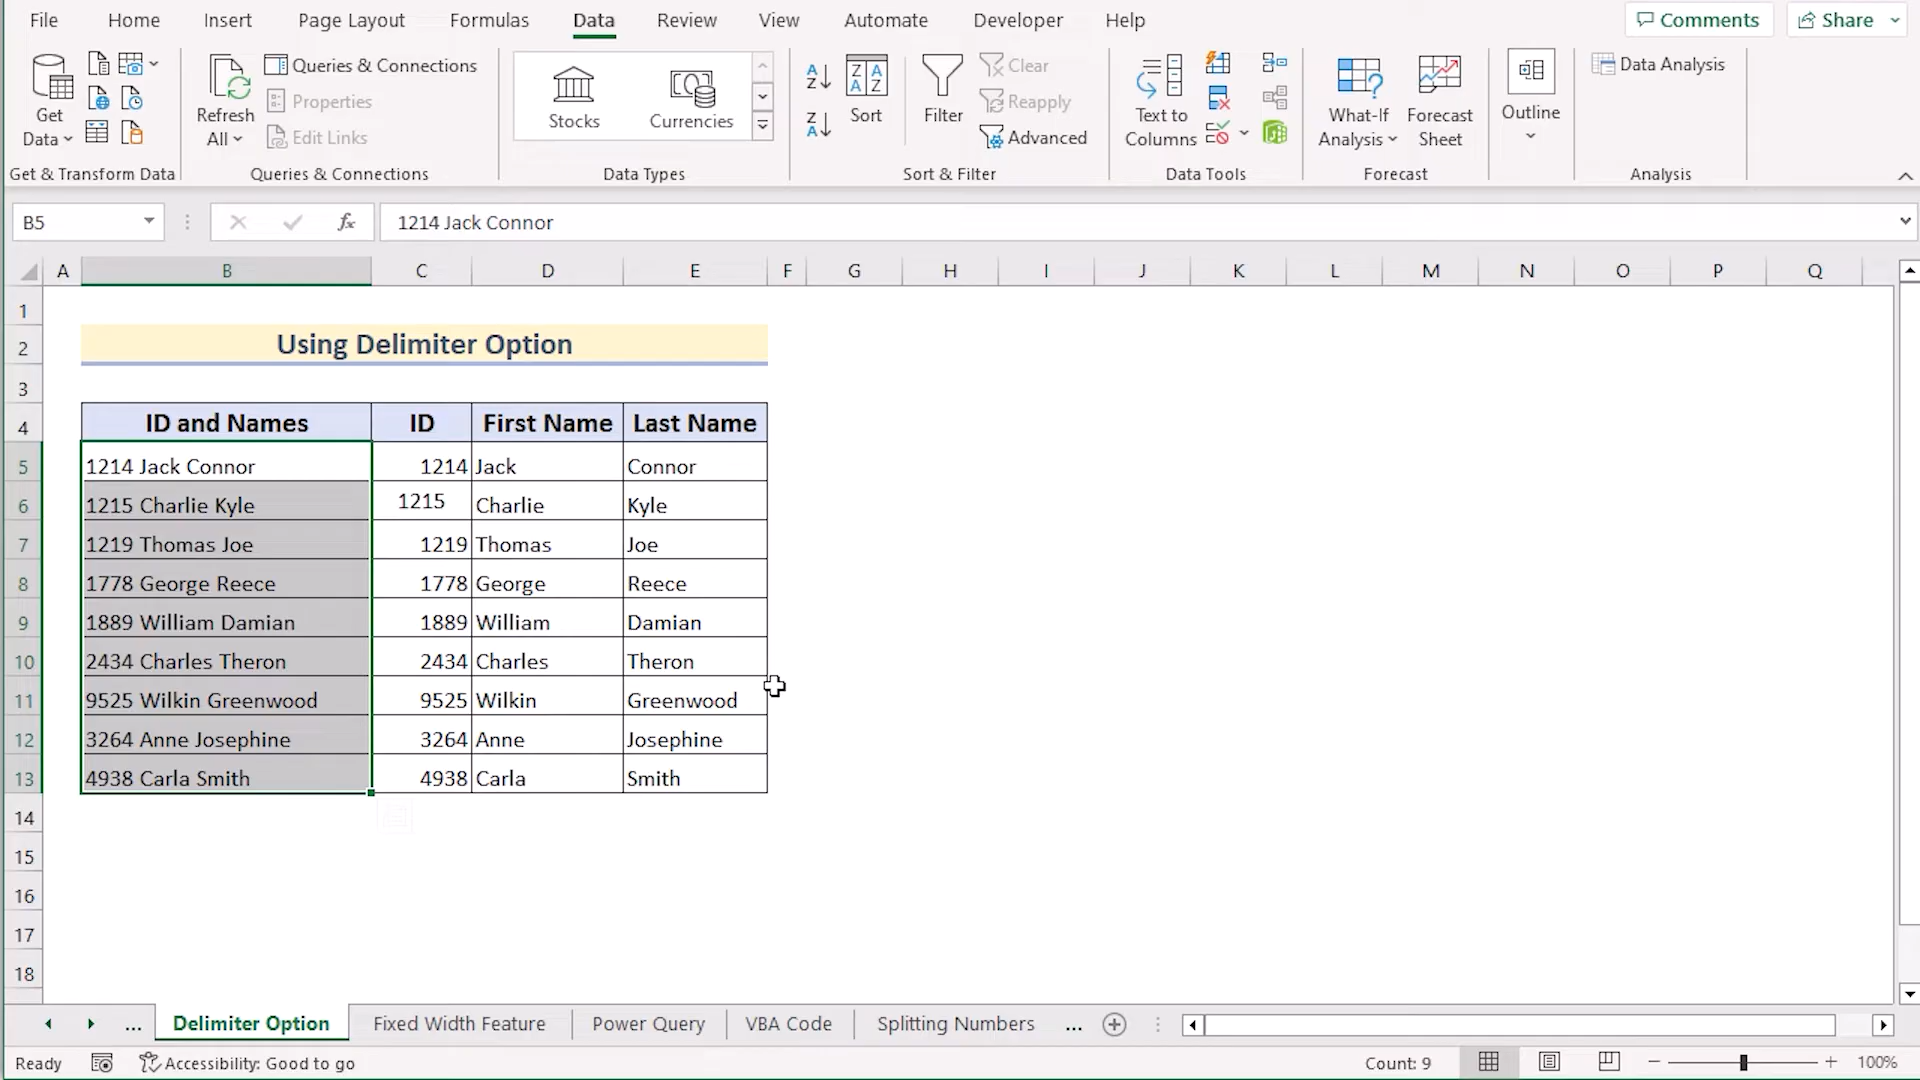 File Home Insert Page Layout Formulas Data Review View Automate Developer Help Comments Share
Get Data Refresh All Queries & Connections Properties Edit Links Stocks Currencies Sort Filter Clear Reapply Advanced Text to Columns What-If Analysis Forecast Sheet Outline Data Analysis
Get & Transform Data Queries & Connections Data Types Sort & Filter Data Tools Forecast Analysis
B5 fx 1214 Jack Connor
A B C D E F G H I J K L M N O P Q
1
2 Using Delimiter Option
3
4 ID and Names ID First Name Last Name
5 1214 Jack Connor 1214 Jack Connor
6 1215 Charlie Kyle 1215 Charlie Kyle
7 1219 Thomas Joe 1219 Thomas Joe
8 1778 George Reece 1778 George Reece
9 1889 William Damian 1889 William Damian
10 2434 Charles Theron 2434 Charles Theron
11 9525 Wilkin Greenwood 9525 Wilkin Greenwood
12 3264 Anne Josephine 3264 Anne Josephine
13 4938 Carla Smith 4938 Carla Smith
14
15
16
17
18
... Delimiter Option Fixed Width Feature Power Query VBA Code Splitting Numbers ...
Ready Accessibility: Good to go Count: 9 100%